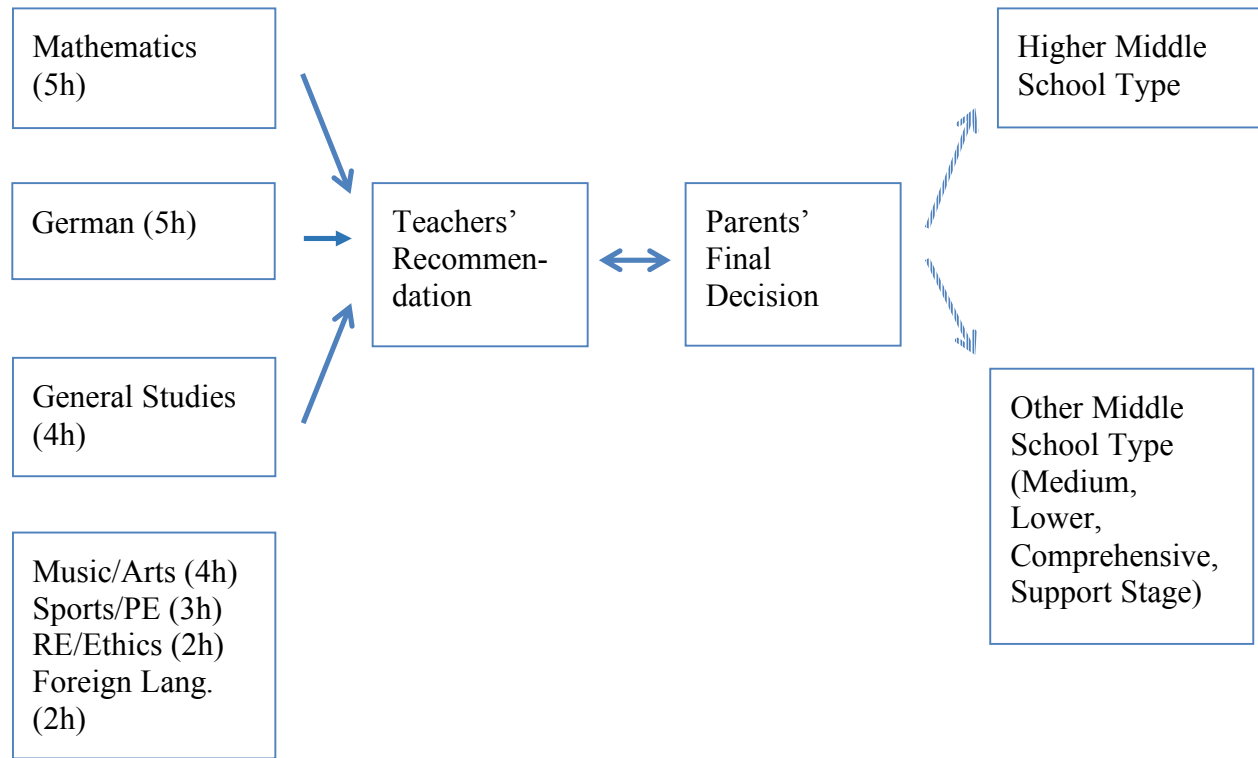 Mathematics
(5h)
German (5h)
General Studies
(4h)
Music/Arts (4h)
Sports/PE (3h)
RE/Ethics (2h)
Foreign Lang.
(2h)
Teachers’
Recommen-
dation
Parents’
Final
Decision
Higher Middle
School Type
Other Middle
School Type
(Medium,
Lower,
Comprehensive,
Support Stage)